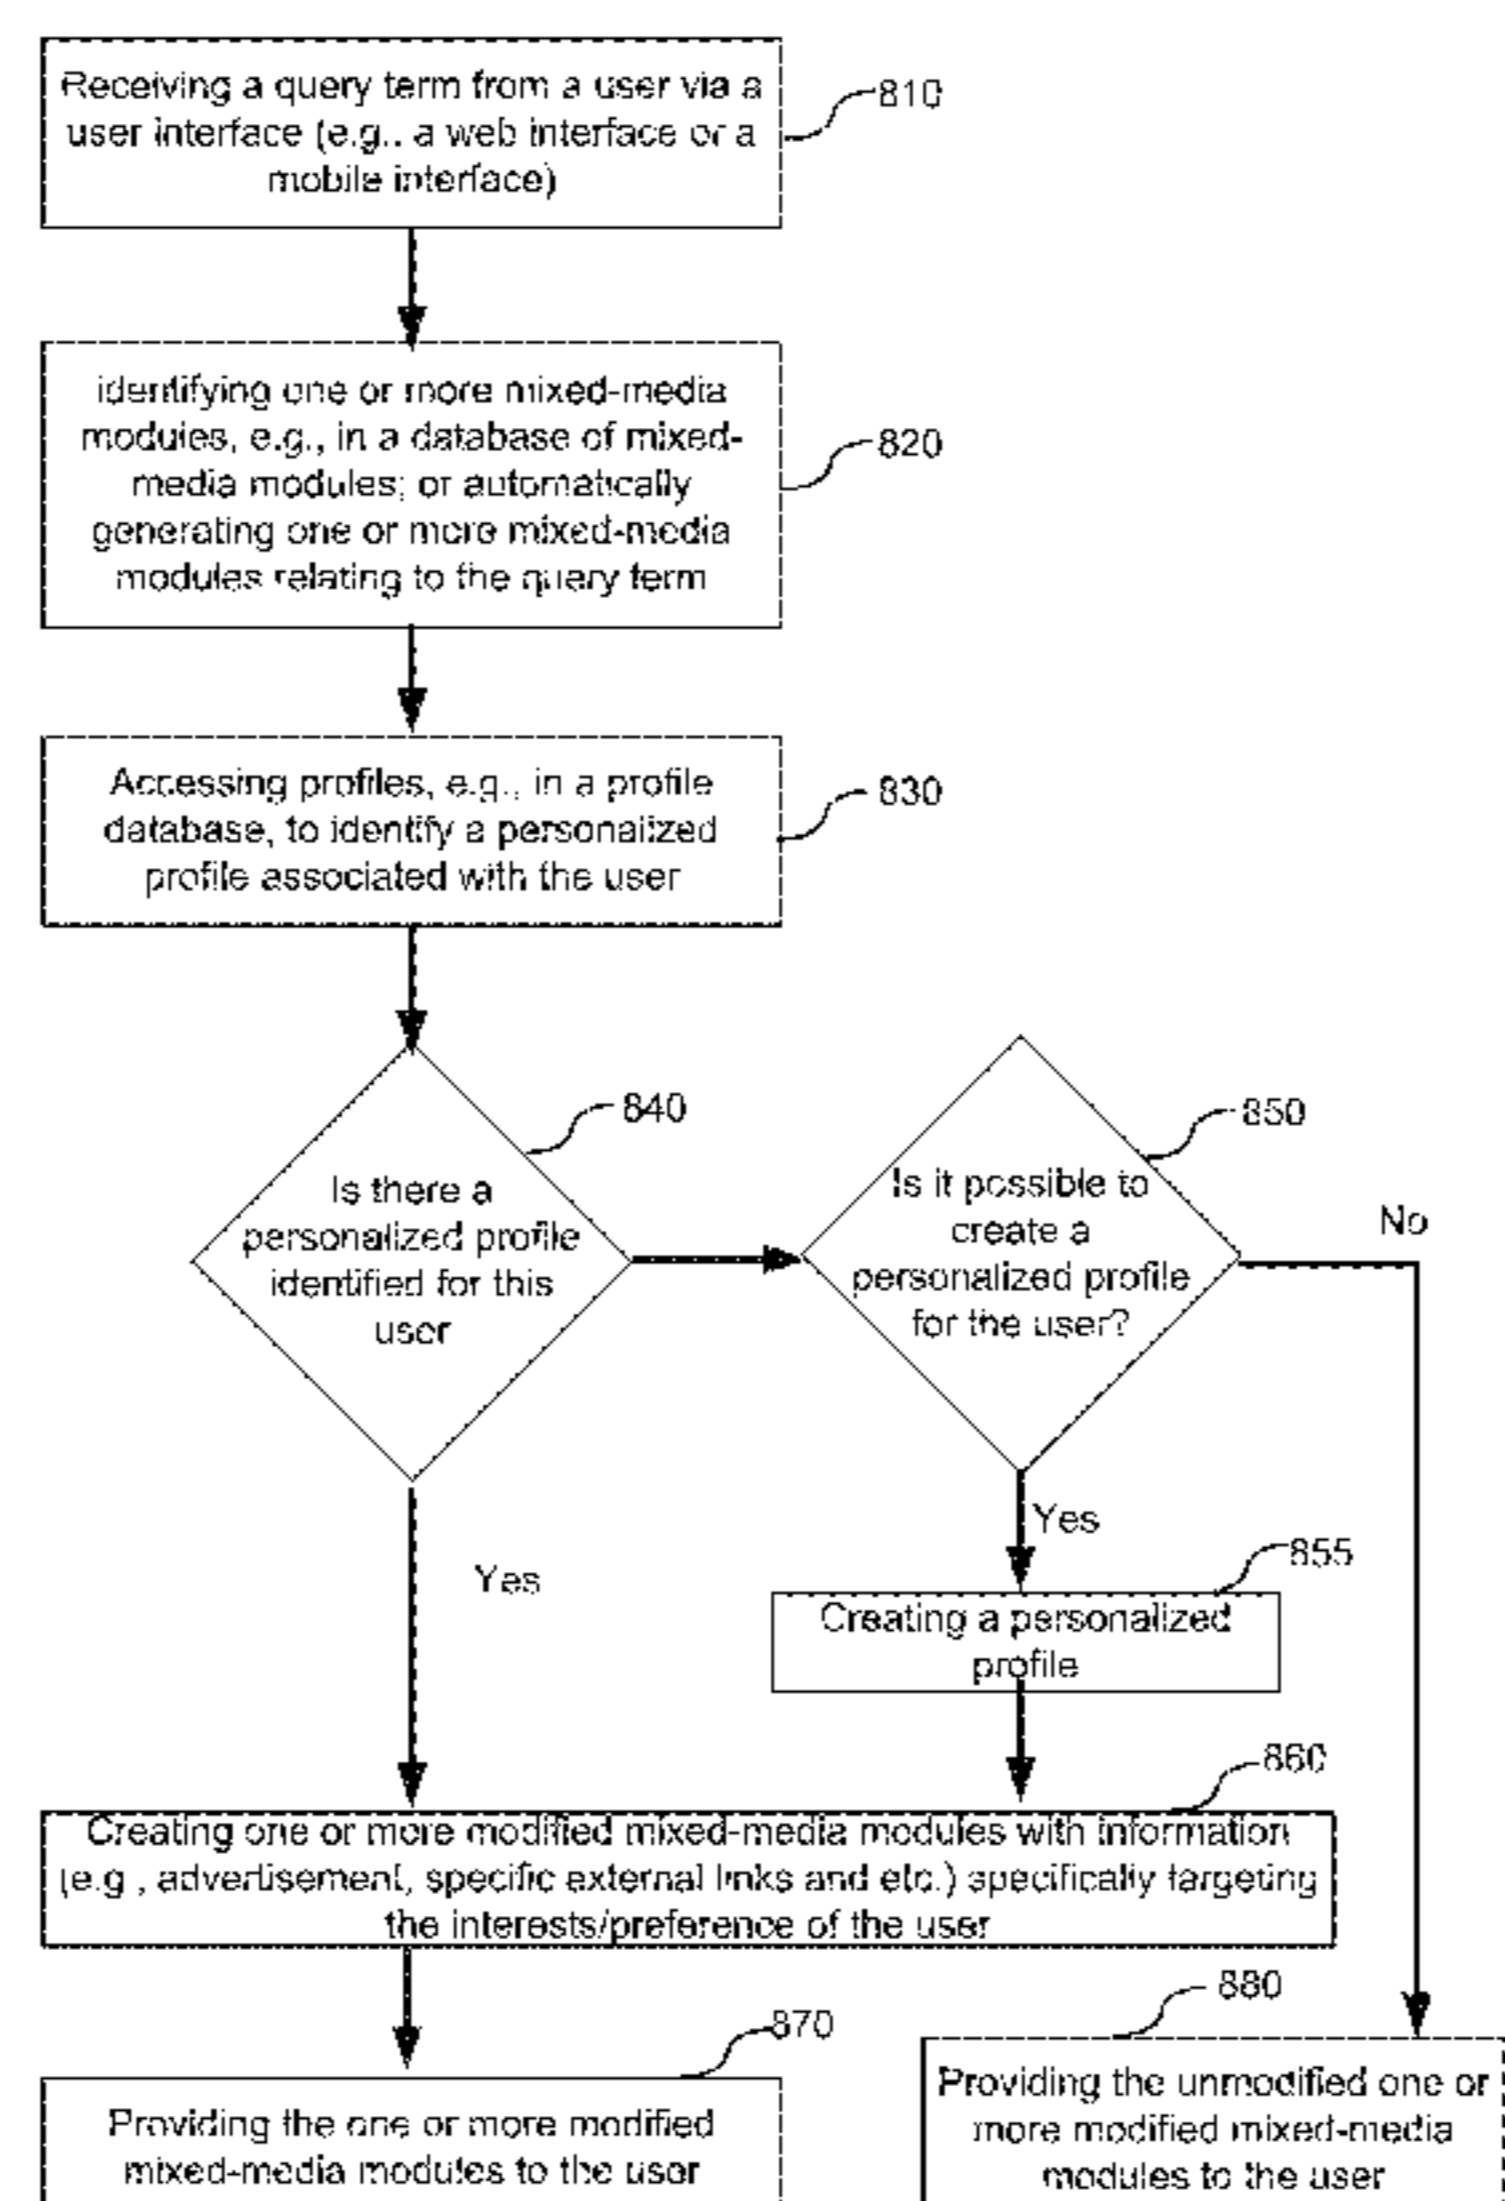 Receiving a query term from a user via a
user interface (e.g., a web interface or a
mobile interface)
810
identifying one or more mixed-media
modules, e.g., in a database of mixed-
media modules; or automatically
generating one or more mixed-media
modules relating to the query term
820
Accessing profiles, e.g., in a profile
database, to identify a personalized
profile associated with the user
830
840
Is there a
personalized profile
identified for this
user
850
Is it possible to
create a
personalized profile
for the user?
No
Yes
Yes
855
Creating a personalized
profile
860
Creating one or more modified mixed-media modules with information
(e.g., advertisement, specific external links and etc.) specifically targeting
the interests/preference of the user
870
Providing the one or more modified
mixed-media modules to the user
880
Providing the unmodified one or
more modified mixed-media
modules to the user